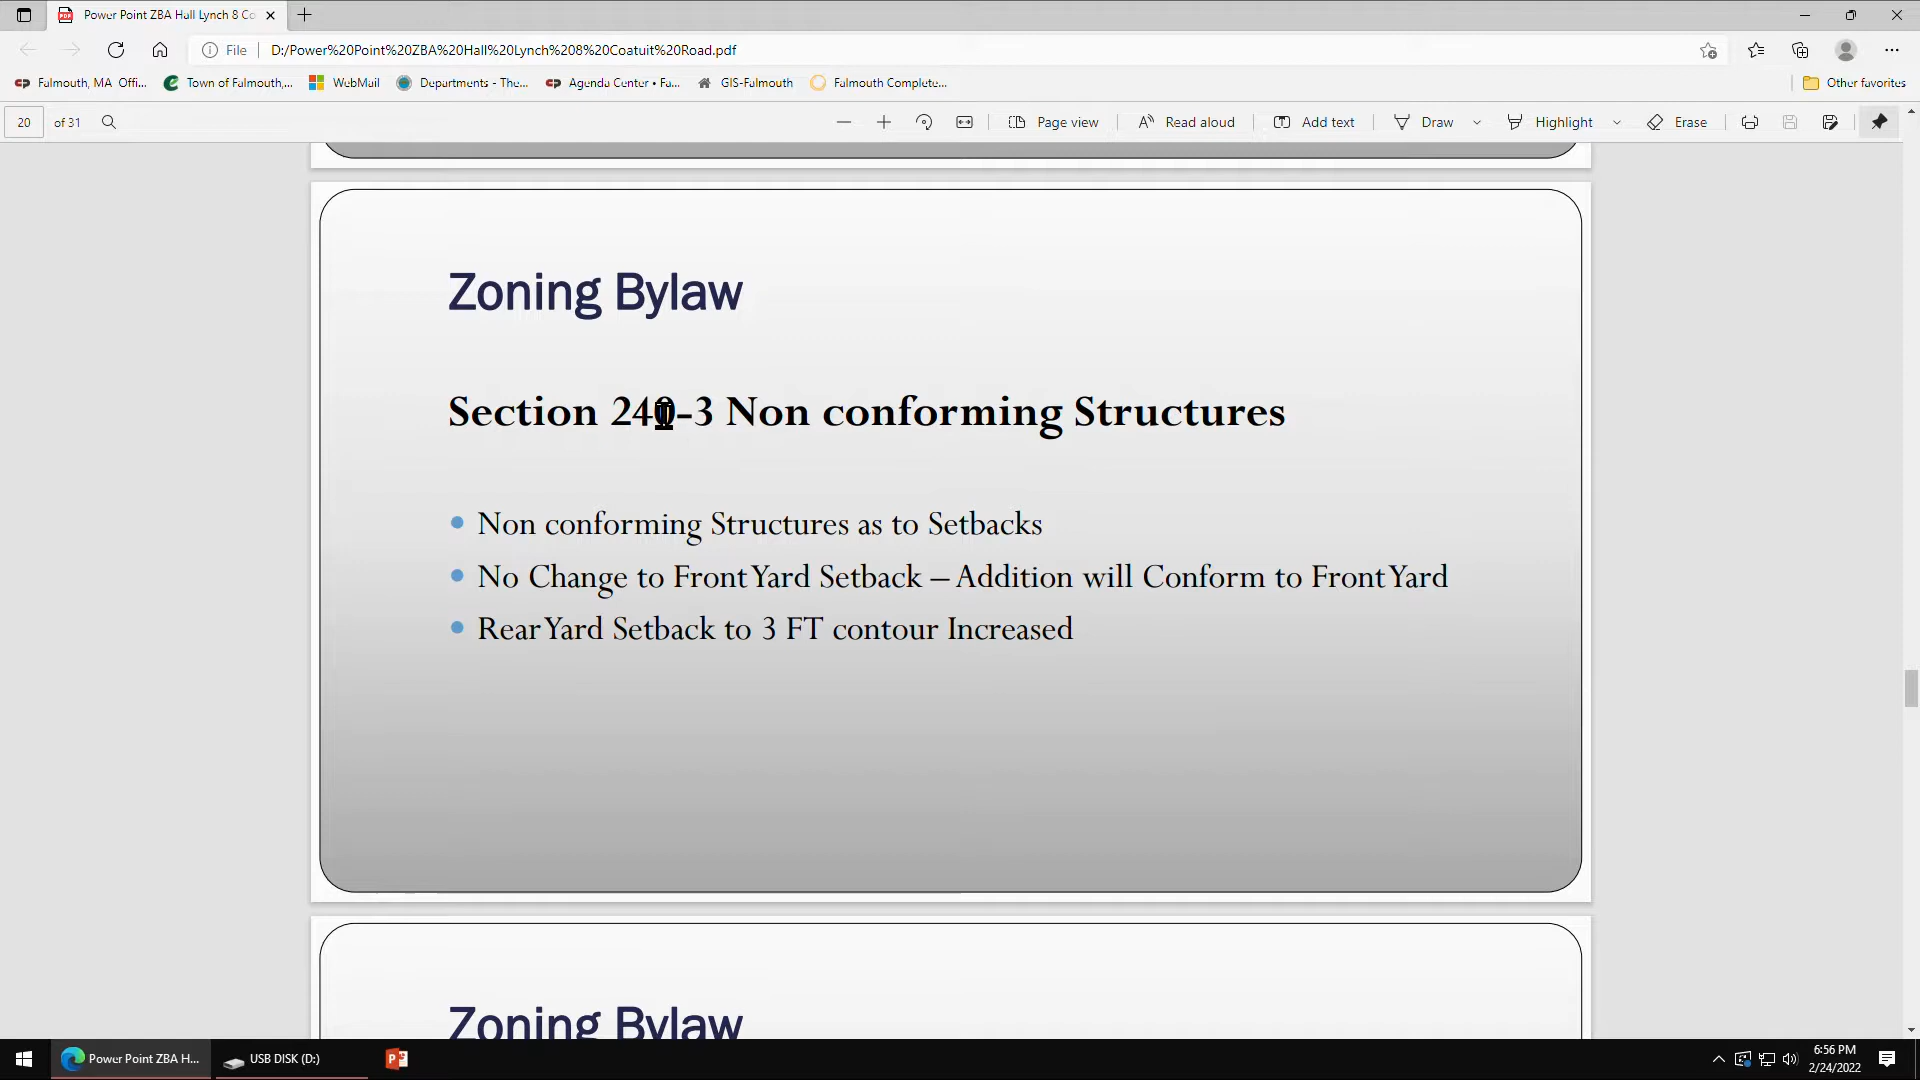 Power Point ZBA Hall Lynch 8 Co
File D:/Power%20Point%20ZBA%20Hall%20Lynch%208%20Coatuit%20Road.pdf
Falmouth, MA Offi... Town of Falmouth,... WebMail Departments - The... Agenda Center • Fa... GIS-Falmouth Falmouth Complete... Other favorites
20 of 31 Page view Read aloud Add text Draw Highlight Erase
Zoning Bylaw
Section 240-3 Non conforming Structures
Non conforming Structures as to Setbacks
No Change to Front Yard Setback – Addition will Conform to Front Yard
Rear Yard Setback to 3 FT contour Increased
Zoning Bylaw
Power Point ZBA H... USB DISK (D:) 6:56 PM
2/24/2022